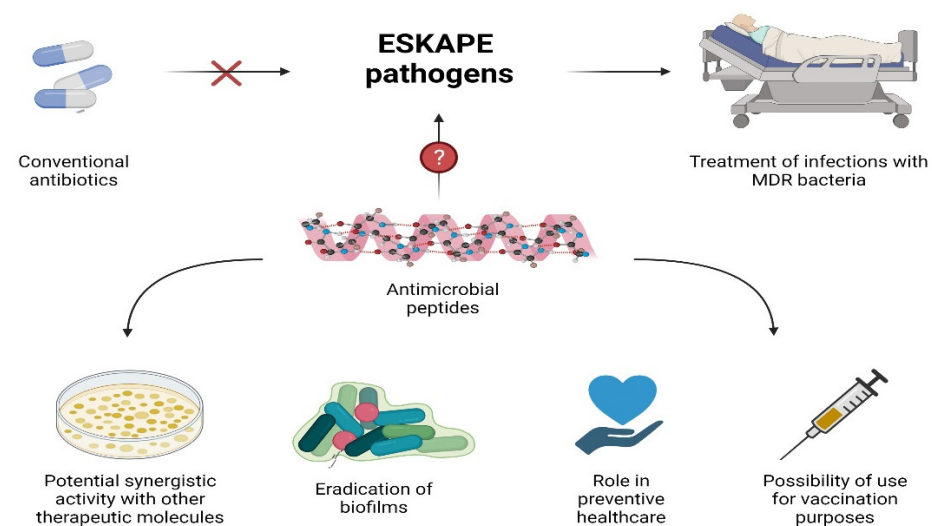 ESKAPE
pathogens
Conventional
antibiotics
Treatment of infections with
MDR bacteria
?
Antimicrobial
peptides
Potential synergistic
activity with other
therapeutic molecules
Eradication of
biofilms
Role in
preventive
healthcare
Possibility of use
for vaccination
purposes